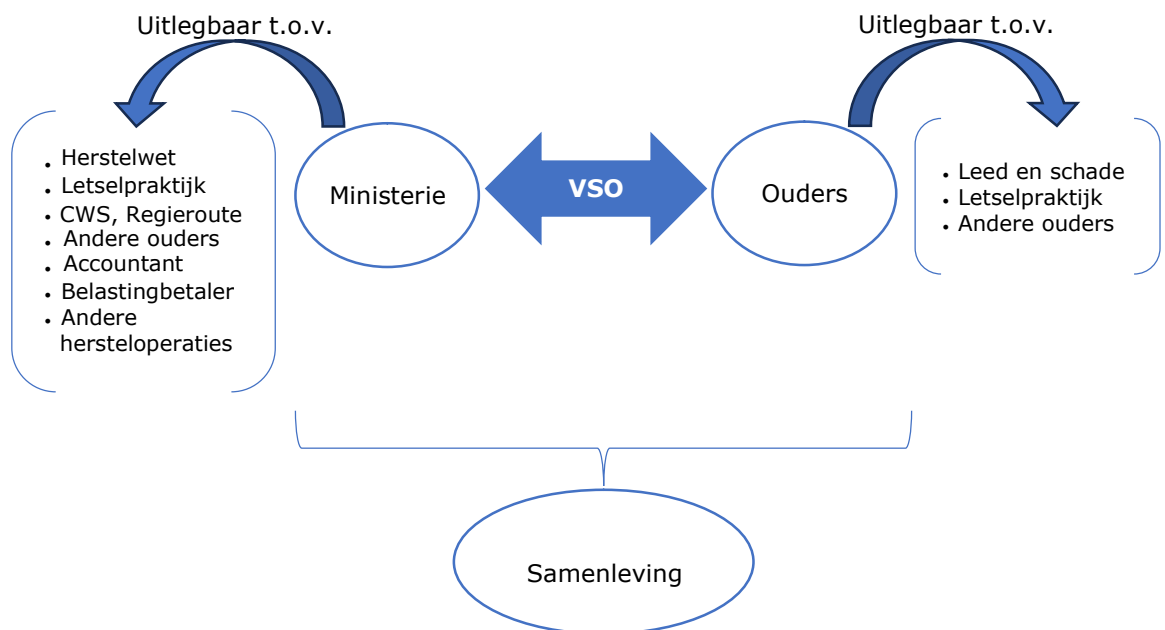 Uitlegbaar t.o.v.
Uitlegbaar t.o.v.
• Herstelwet
• Letselpraktijk
• CWS, Regieroute
• Andere ouders
• Accountant
• Belastingbetaler
• Andere
hersteloperaties
Ministerie
VSO
Ouders
• Leed en schade
• Letselpraktijk
• Andere ouders
Samenleving